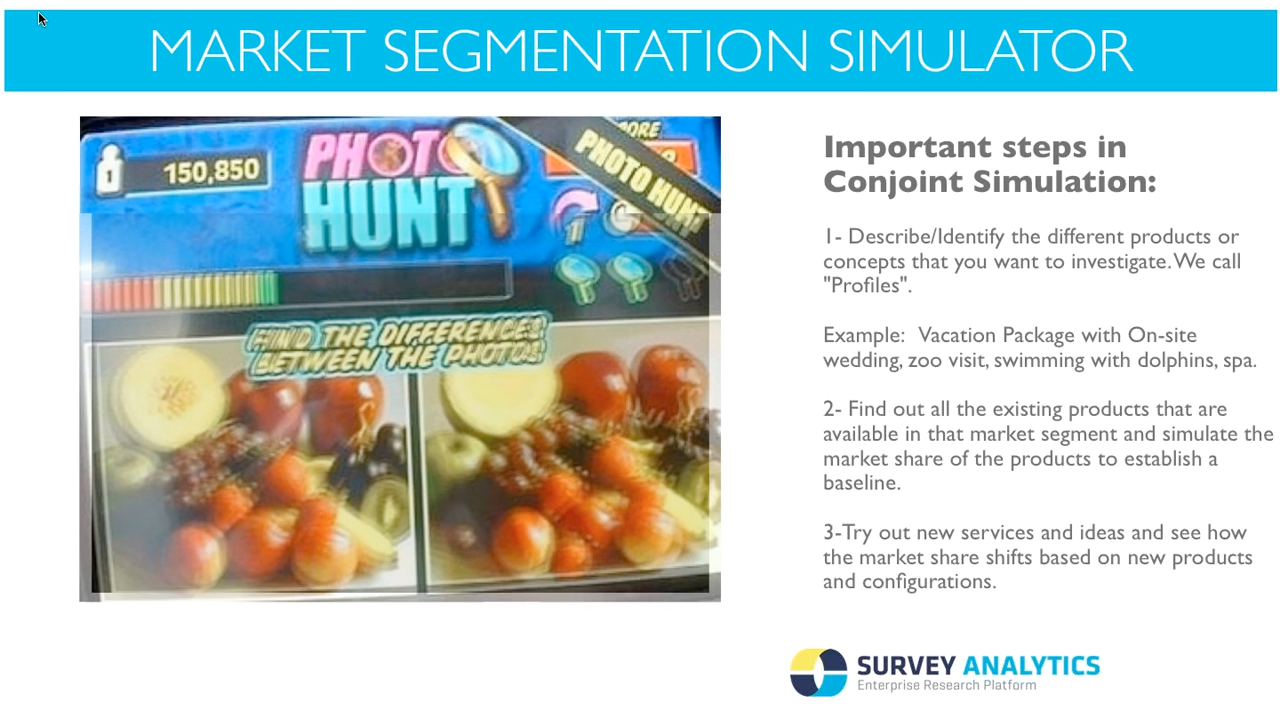 MARKET SEGMENTATION SIMULATOR
1
150,850
PHOTO
HUNT
PHOTO HUNT
1
FIND THE DIFFERENCES
BETWEEN THE PHOTOS!
Important steps in
Conjoint Simulation:
1- Describe/Identify the different products or
concepts that you want to investigate. We call
"Profiles".
Example:  Vacation Package with On-site
wedding, zoo visit, swimming with dolphins, spa.
2- Find out all the existing products that are
available in that market segment and simulate the
market share of the products to establish a
baseline.
3-Try out new services and ideas and see how
the market share shifts based on new products
and configurations.
SURVEY ANALYTICS
Enterprise Research Platform